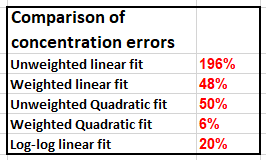 Comparison of
concentration errors
Unweighted linear fit 196%
Weighted linear fit 48%
Unweighted Quadratic fit 50%
Weighted Quadratic fit 6%
Log-log linear fit 20%